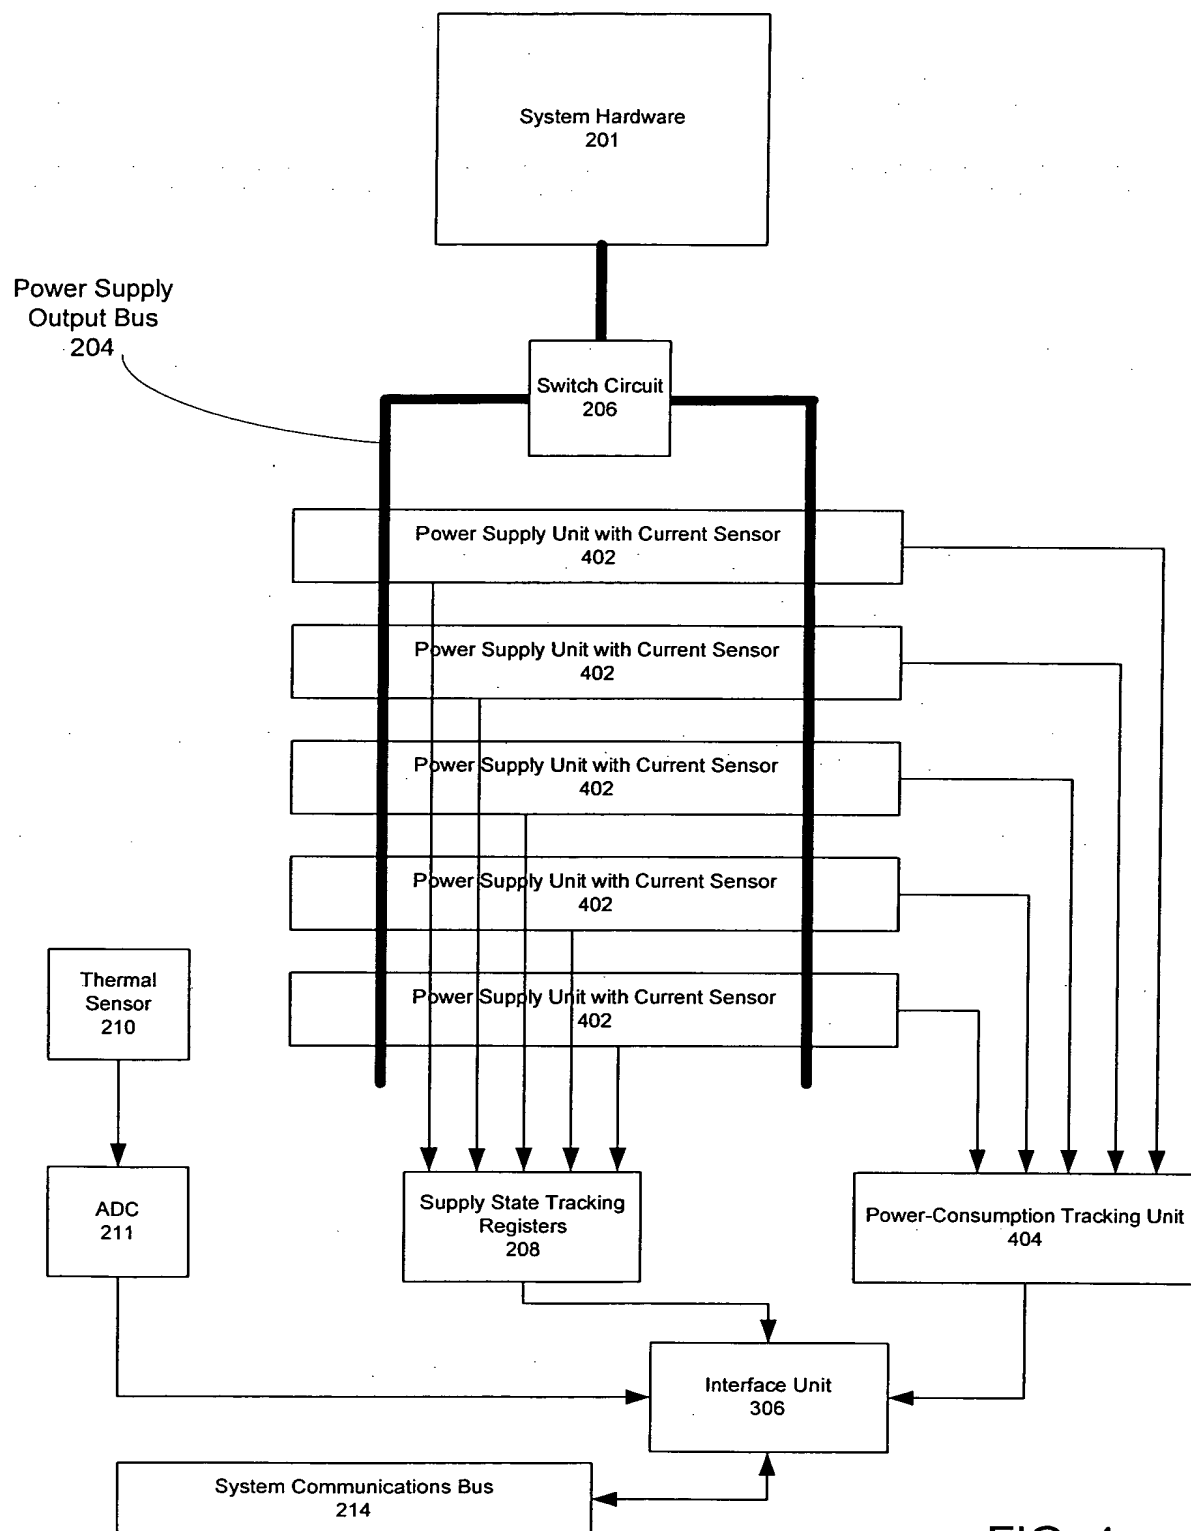 System Hardware
201
Power Supply
Output Bus
204
Switch Circuit
206
Power Supply Unit with Current Sensor
402
Power Supply Unit with Current Sensor
402
Power Supply Unit with Current Sensor
402
Power Supply Unit with Current Sensor
402
Power Supply Unit with Current Sensor
402
Thermal
Sensor
210
ADC
211
Supply State Tracking
Registers
208
Power-Consumption Tracking Unit
404
Interface Unit
306
System Communications Bus
214